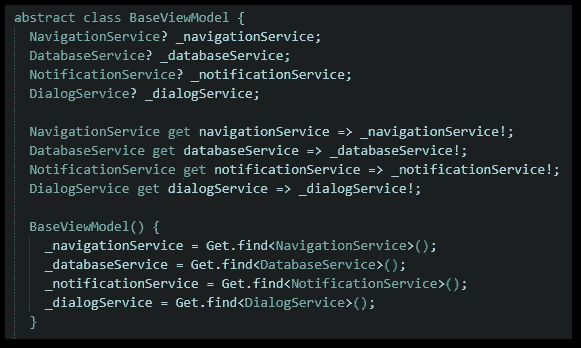 abstract class BaseViewModel {
NavigationService? _navigationService;
DatabaseService? _databaseService;
NotificationService? _notificationService;
DialogService? _dialogService;
NavigationService get navigationService => _navigationService!;
DatabaseService get databaseService => _databaseService!;
NotificationService get notificationService => _notificationService!;
DialogService get dialogService => _dialogService!;
BaseViewModel() {
_navigationService = Get.find<NavigationService>();
_databaseService = Get.find<DatabaseService>();
_notificationService = Get.find<NotificationService>();
_dialogService = Get.find<DialogService>();
}